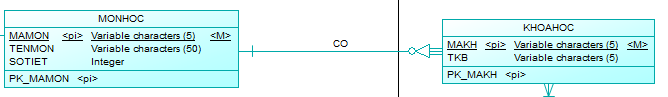 MONHOC
MAMON <pi> Variable characters (5) <M>
TENMON Variable characters (50)
SOTIET Integer
PK_MAMON <pi>
CO
KHOAHOC
MAKH <pi> Variable characters (5) <M>
TKB Variable characters (5)
PK_MAKH <pi>